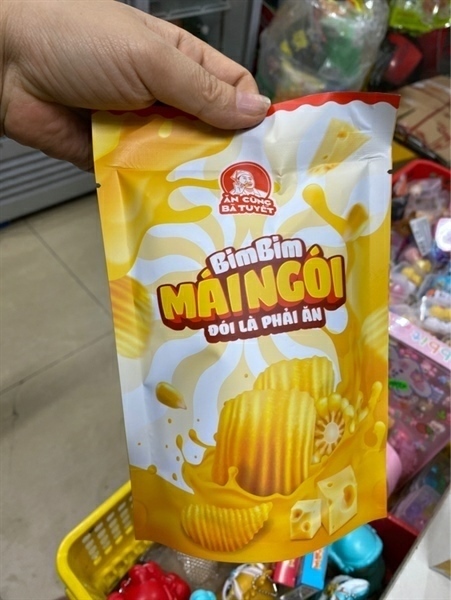 ĂN CÙNG
BÀ TUYẾT
BimBim
MÁI NGÓI
ĐÓI LÀ PHẢI ĂN